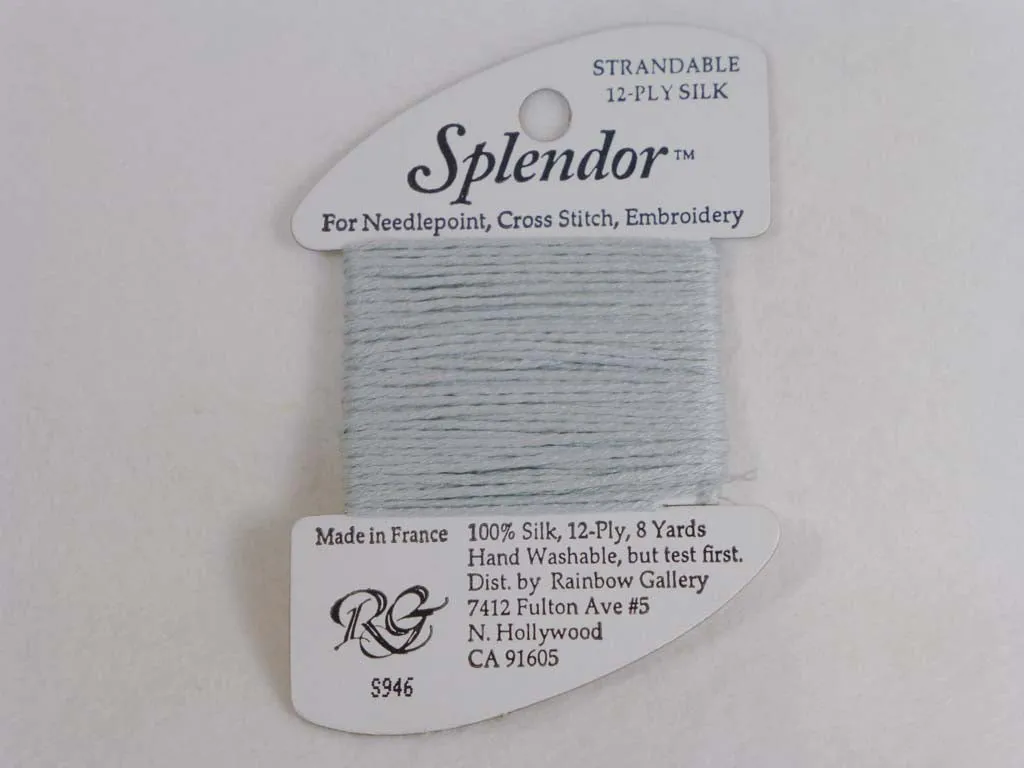 STRANDABLE
12-PLY SILK
Splendor™
For Needlepoint, Cross Stitch, Embroidery
Made in France
RG
S946
100% Silk, 12-Ply, 8 Yards
Hand Washable, but test first.
Dist. by Rainbow Gallery
7412 Fulton Ave #5
N. Hollywood
CA 91605